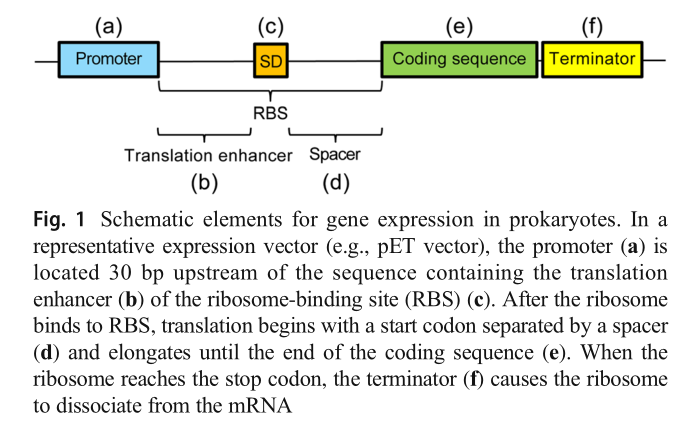 (a) (c) (e) (f)
Promoter SD Coding sequence Terminator
RBS
Translation enhancer Spacer
(b) (d)
Fig. 1 Schematic elements for gene expression in prokaryotes. In a
representative expression vector (e.g., pET vector), the promoter (a) is
located 30 bp upstream of the sequence containing the translation
enhancer (b) of the ribosome-binding site (RBS) (c). After the ribosome
binds to RBS, translation begins with a start codon separated by a spacer
(d) and elongates until the end of the coding sequence (e). When the
ribosome reaches the stop codon, the terminator (f) causes the ribosome
to dissociate from the mRNA